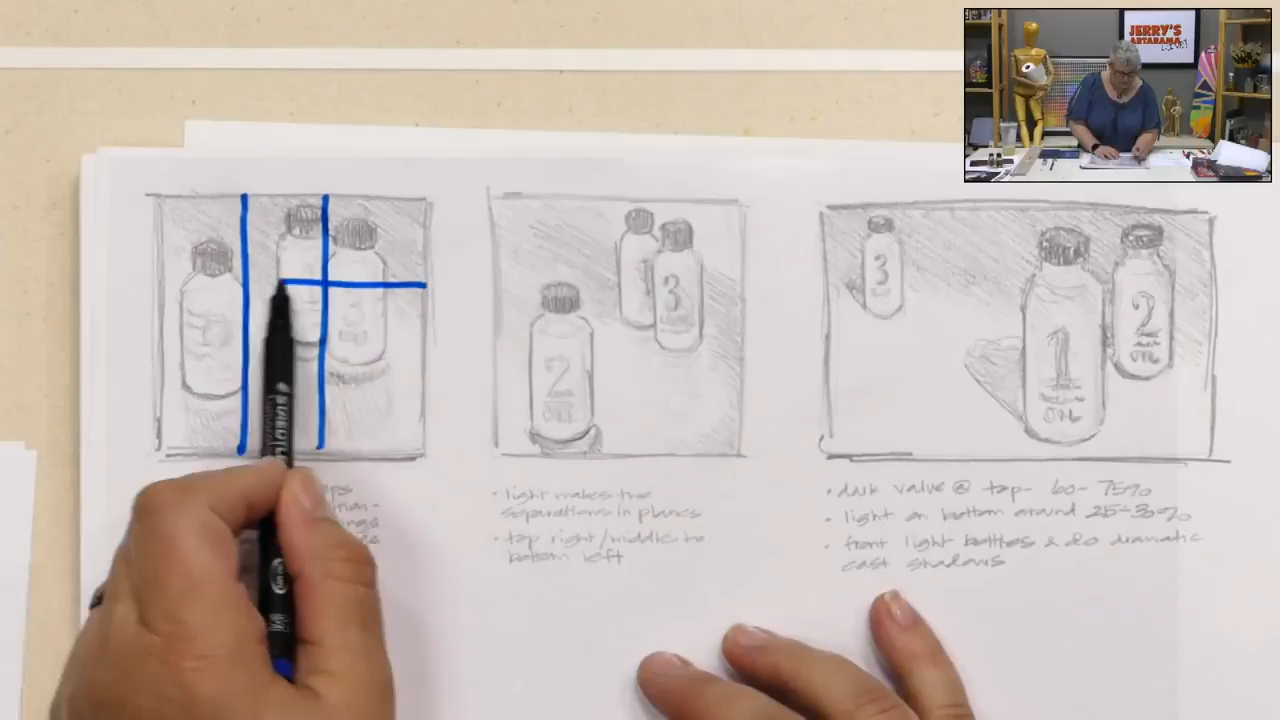 JERRY'S
ARTARAMA
LIVE!
3
3
3
2
OIL
1
OIL
2
OIL
• light makes the
separations in planes
• top right/middle to
bottom left
• dark value @ top - 60-75%
• light on bottom around 25-30%
• front light bottles & do dramatic
cast shadows